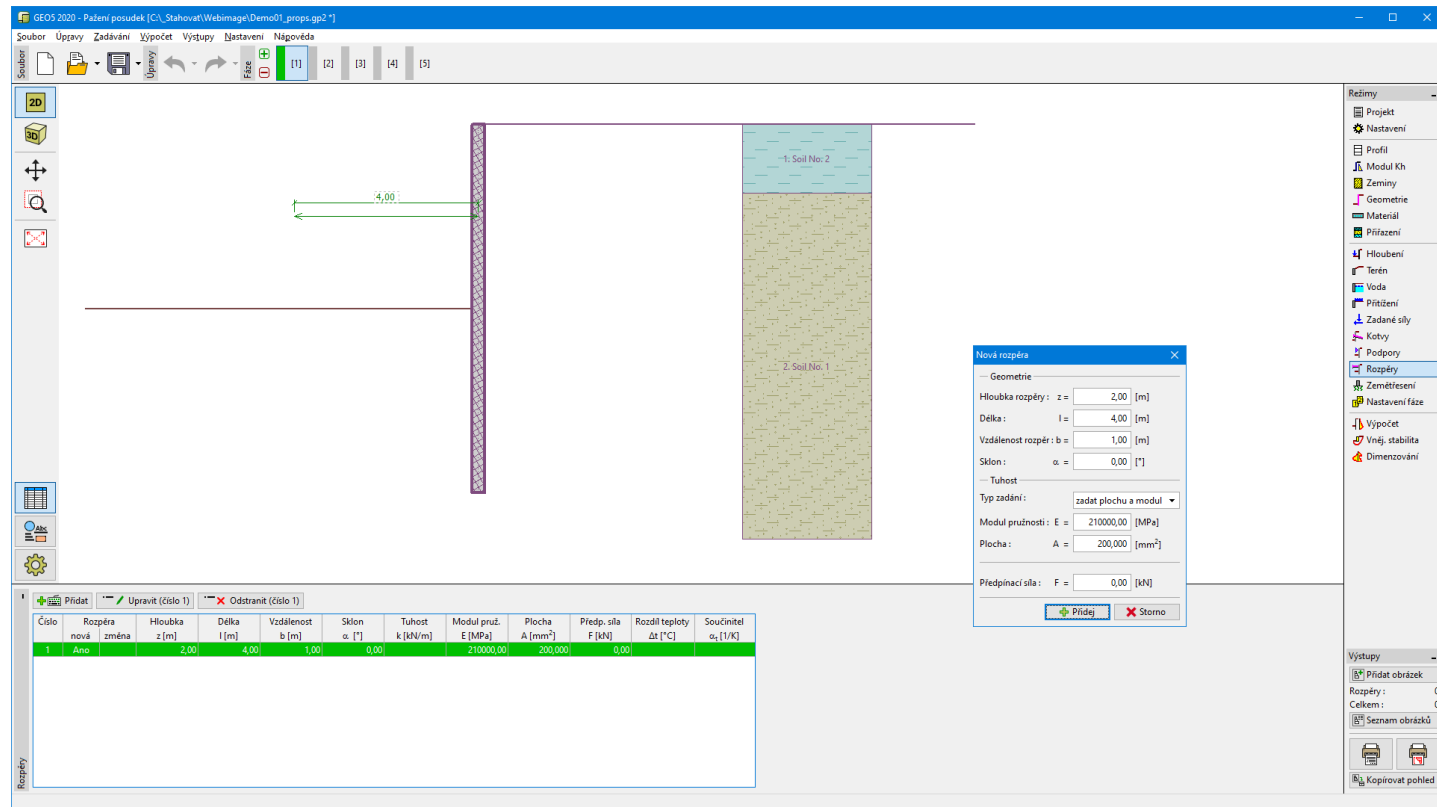 GEO5 2020 - Pažení posudek [C:\_Stahovat\Webimage\Demo01_props.gp2 *]
Soubor Úpravy Zadávání Výpočet Výstupy Nastavení Nápověda
Soubor
Úpravy
Fáze
[1] [2] [3] [4] [5]
2D
3D
Abc
4,00
1. Soil No. 2
2. Soil No. 1
Nová rozpěra
Geometrie
Hloubka rozpěry : z = 2,00 [m]
Délka : l = 4,00 [m]
Vzdálenost rozpěr : b = 1,00 [m]
Sklon : α = 0,00 [°]
Tuhost
Typ zadání : zadat plochu a modul
Modul pružnosti : E = 210000,00 [MPa]
Plocha : A = 200,000 [mm²]
Předpínací síla : F = 0,00 [kN]
Přidej Storno
Režimy
Projekt
Nastavení
Profil
Modul Kh
Zeminy
Geometrie
Materiál
Přiřazení
Hloubení
Terén
Voda
Přitížení
Zadané síly
Kotvy
Podpory
Rozpěry
Zemětřesení
Nastavení fáze
Výpočet
Vněj. stabilita
Dimenzování
Přidat Upravit (číslo 1) Odstranit (číslo 1)
Číslo Rozpěra Hloubka Délka Vzdálenost Sklon Tuhost Modul pruž. Plocha Předp. síla Rozdíl teploty Součinitel
nová změna z [m] l [m] b [m] α [°] k [kN/m] E [MPa] A [mm²] F [kN] Δt [°C] αt [1/K]
1 Ano 2,00 4,00 1,00 0,00 210000,00 200,000 0,00
Rozpěry
Výstupy
Přidat obrázek
Rozpěry :
Celkem :
Seznam obrázků
Kopírovat pohled